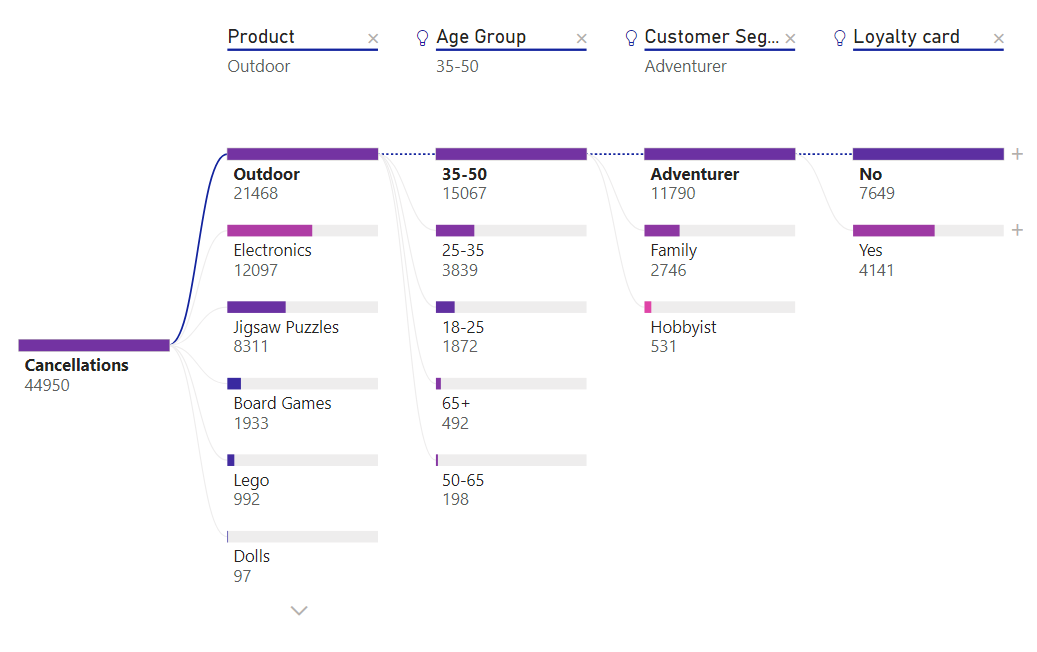 Product
Age Group
Customer Seg...
Loyalty card
Outdoor
35-50
Adventurer
Outdoor
21468
35-50
15067
Adventurer
11790
No
7649
Electronics
12097
25-35
3839
Family
2746
Yes
4141
Jigsaw Puzzles
8311
18-25
1872
Hobbyist
531
Cancellations
44950
Board Games
1933
65+
492
Lego
992
50-65
198
Dolls
97